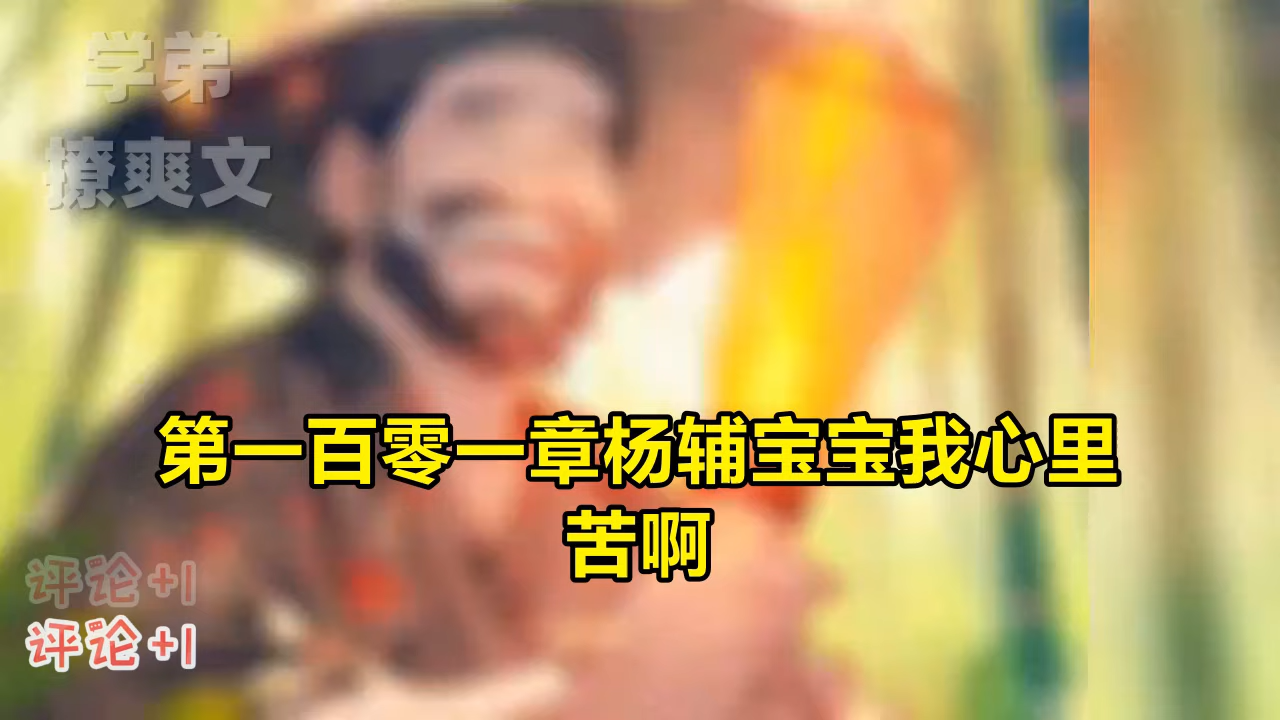 学弟
撩爽文
第一百零一章杨辅宝宝我心里
苦啊
评论+1
评论+1